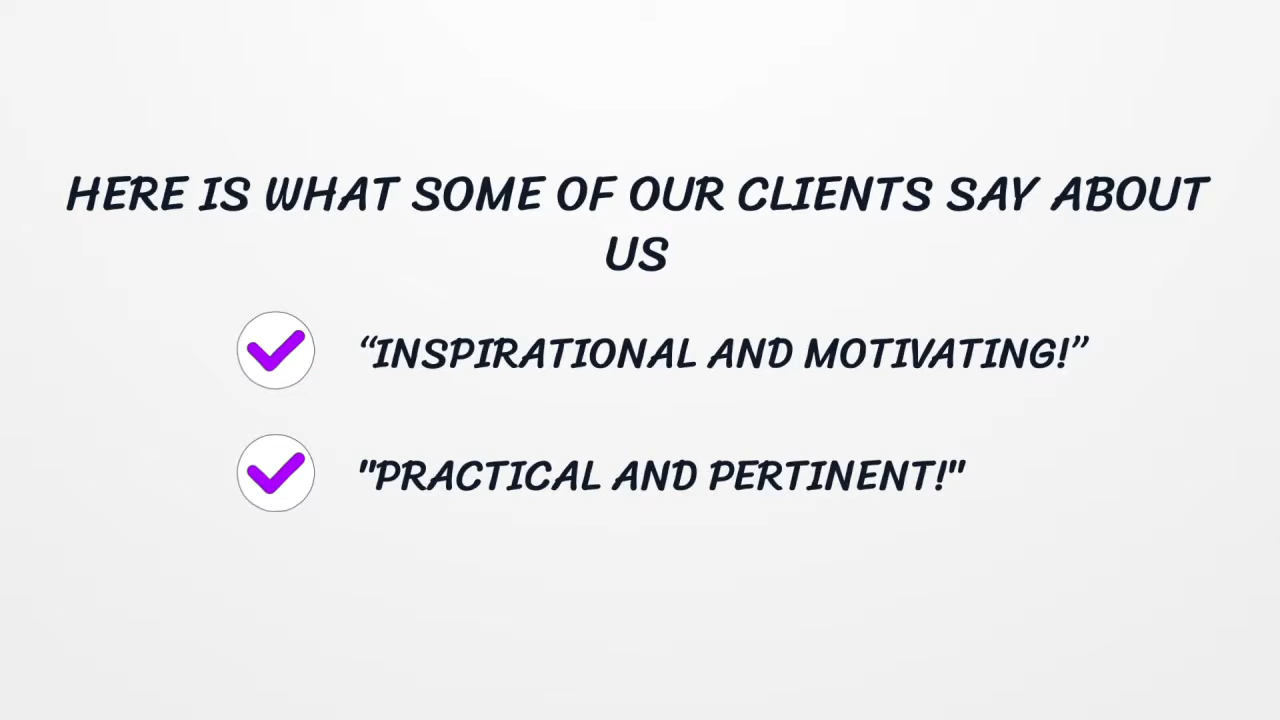 HERE IS WHAT SOME OF OUR CLIENTS SAY ABOUT
US
“INSPIRATIONAL AND MOTIVATING!”
"PRACTICAL AND PERTINENT!"